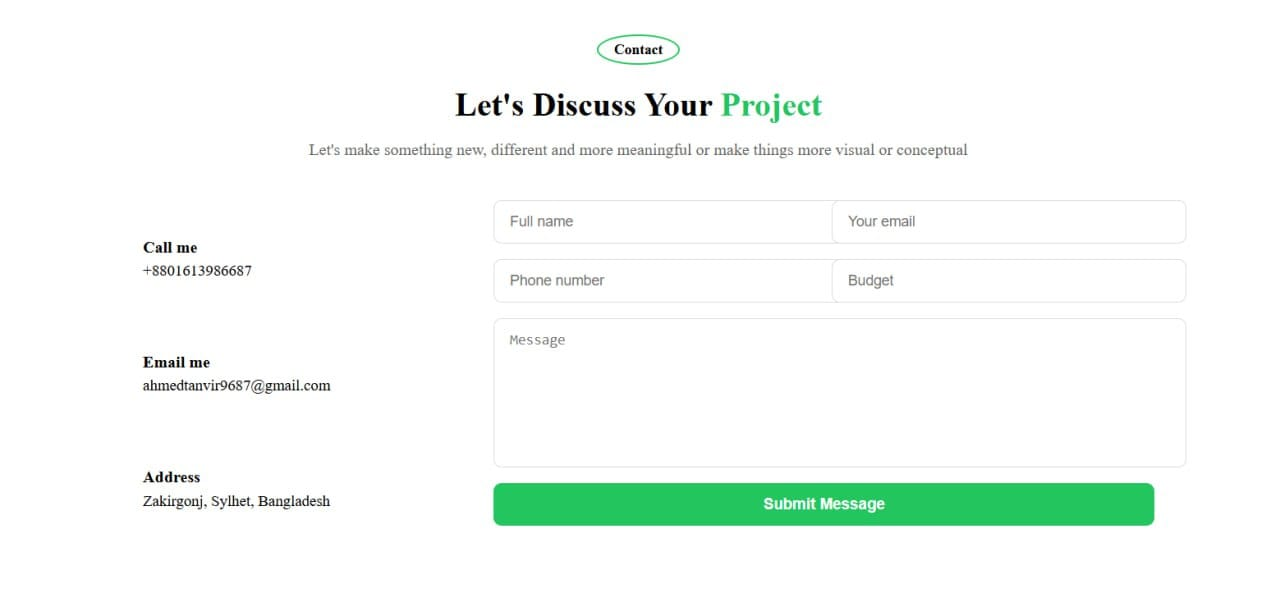 Contact
Let's Discuss Your Project
Let's make something new, different and more meaningful or make things more visual or conceptual
Call me
+8801613986687
Email me
ahmedtanvir9687@gmail.com
Address
Zakirgonj, Sylhet, Bangladesh
Full name
Your email
Phone number
Budget
Message
Submit Message